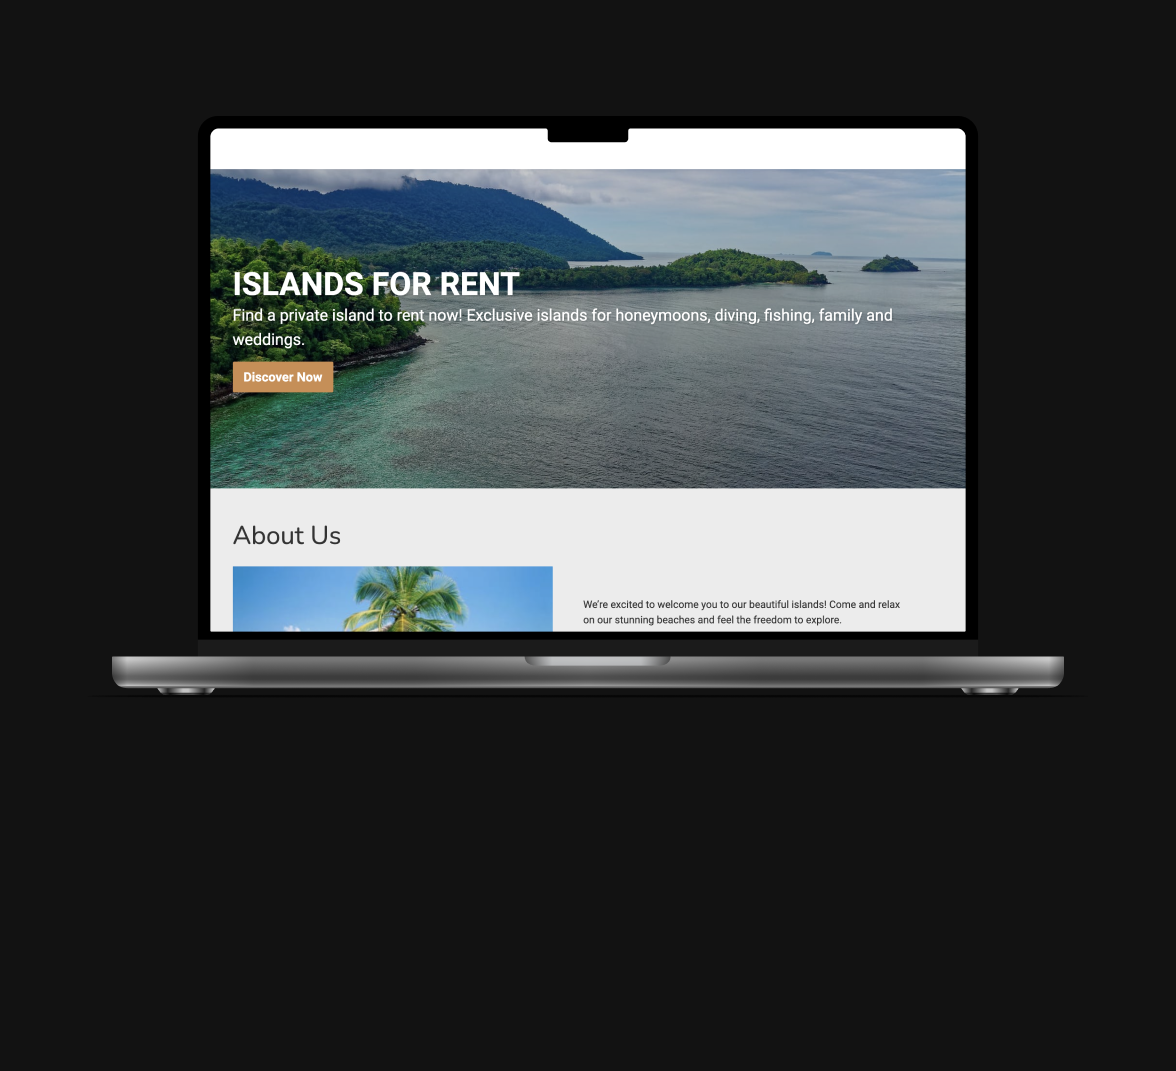 ISLANDS FOR RENT
Find a private island to rent now! Exclusive islands for honeymoons, diving, fishing, family and
weddings.
Discover Now
About Us
We're excited to welcome you to our beautiful islands! Come and relax
on our stunning beaches and feel the freedom to explore.